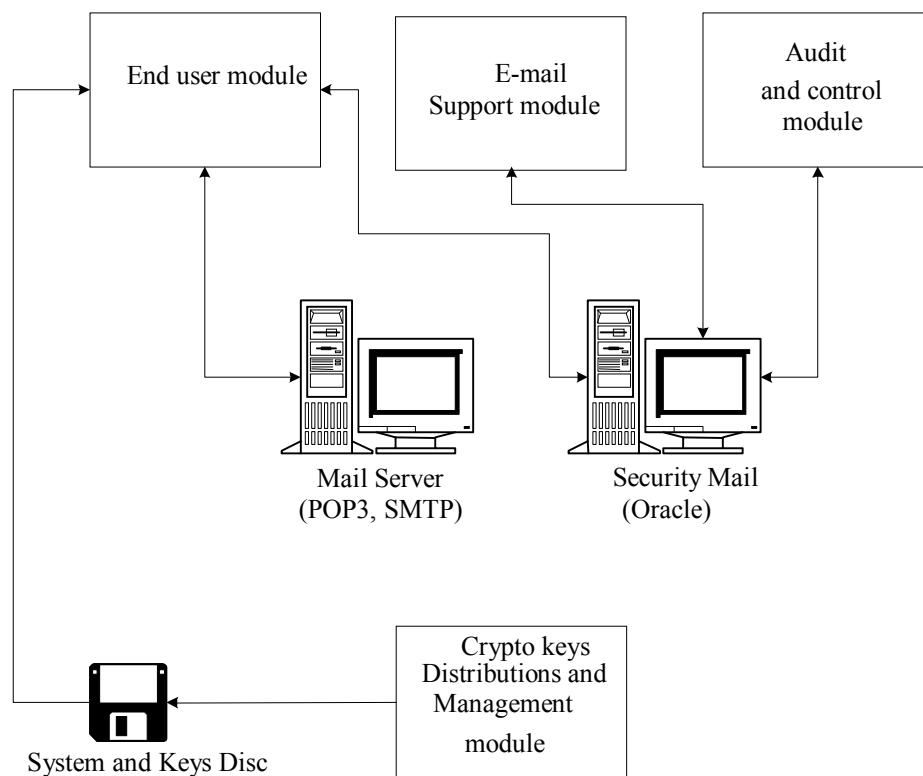 End user module
E-mail
Support module
Audit
and control
module
Mail Server
(POP3, SMTP)
Security Mail
(Oracle)
Crypto keys
Distributions and
Management
module
System and Keys Disc